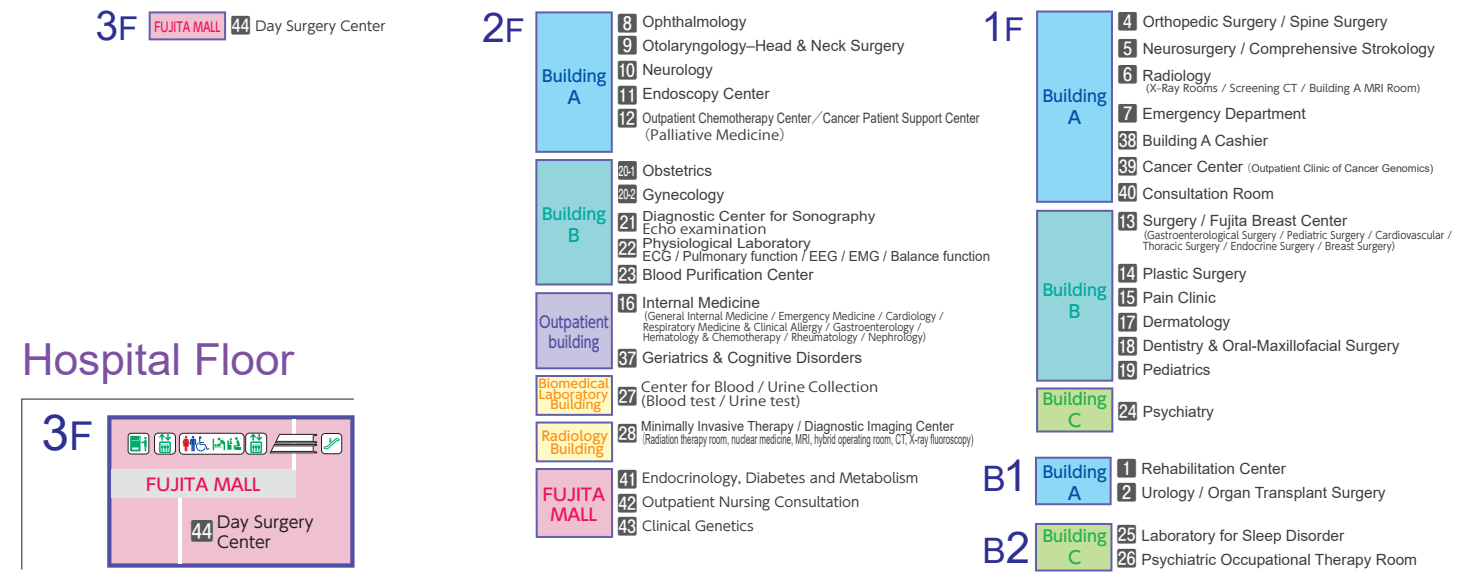 3F
FUJITA MALL
44 Day Surgery Center
2F
Building
A
8 Ophthalmology
9 Otolaryngology–Head & Neck Surgery
10 Neurology
11 Endoscopy Center
12 Outpatient Chemotherapy Center／Cancer Patient Support Center
（Palliative Medicine）
Building
B
20-1 Obstetrics
20-2 Gynecology
21 Diagnostic Center for Sonography
Echo examination
22 Physiological Laboratory
ECG / Pulmonary function / EEG / EMG / Balance function
23 Blood Purification Center
Outpatient
building
16 Internal Medicine
(General Internal Medicine / Emergency Medicine / Cardiology /
Respiratory Medicine & Clinical Allergy / Gastroenterology /
Hematology & Chemotherapy / Rheumatology / Nephrology)
37 Geriatrics & Cognitive Disorders
Biomedical
Laboratory
Building
27 Center for Blood / Urine Collection
(Blood test / Urine test)
Radiology
Building
28 Minimally Invasive Therapy / Diagnostic Imaging Center
(Radiation therapy room, nuclear medicine, MRI, hybrid operating room, CT, X-ray fluoroscopy)
FUJITA
MALL
41 Endocrinology, Diabetes and Metabolism
42 Outpatient Nursing Consultation
43 Clinical Genetics
1F
Building
A
4 Orthopedic Surgery / Spine Surgery
5 Neurosurgery / Comprehensive Strokology
6 Radiology
(X-Ray Rooms / Screening CT / Building A MRI Room)
7 Emergency Department
38 Building A Cashier
39 Cancer Center (Outpatient Clinic of Cancer Genomics)
40 Consultation Room
Building
B
13 Surgery / Fujita Breast Center
(Gastroenterological Surgery / Pediatric Surgery / Cardiovascular /
Thoracic Surgery / Endocrine Surgery / Breast Surgery)
14 Plastic Surgery
15 Pain Clinic
17 Dermatology
18 Dentistry & Oral-Maxillofacial Surgery
19 Pediatrics
Building
C
24 Psychiatry
B1
Building
A
1 Rehabilitation Center
2 Urology / Organ Transplant Surgery
B2
Building
C
25 Laboratory for Sleep Disorder
26 Psychiatric Occupational Therapy Room
Hospital Floor
3F
FUJITA MALL
44 Day Surgery
Center